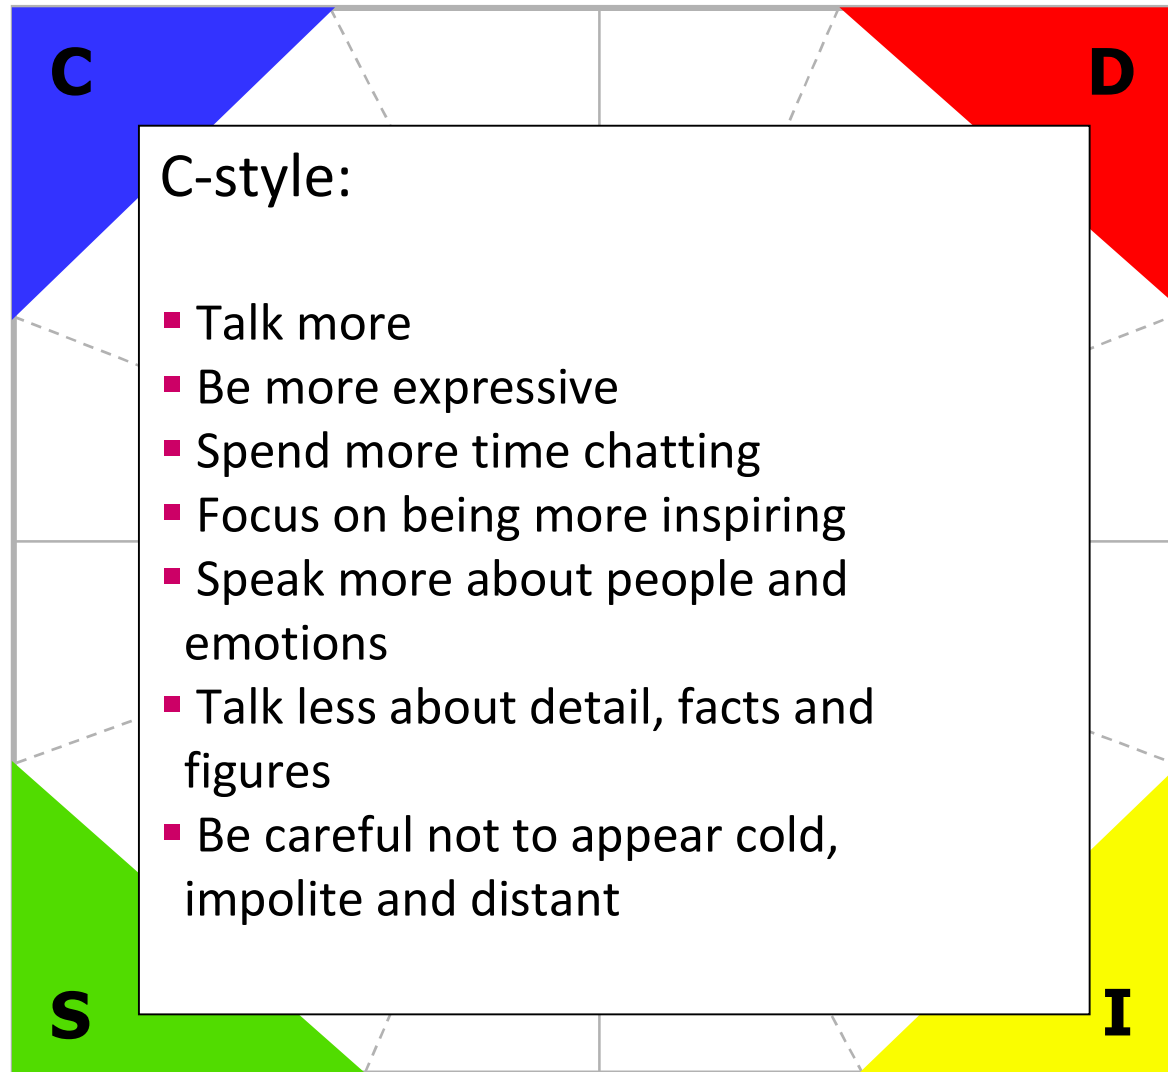 C
D
C-style:
▪ Talk more
▪ Be more expressive
▪ Spend more time chatting
▪ Focus on being more inspiring
▪ Speak more about people and
emotions
▪ Talk less about detail, facts and
figures
▪ Be careful not to appear cold,
impolite and distant
S
I